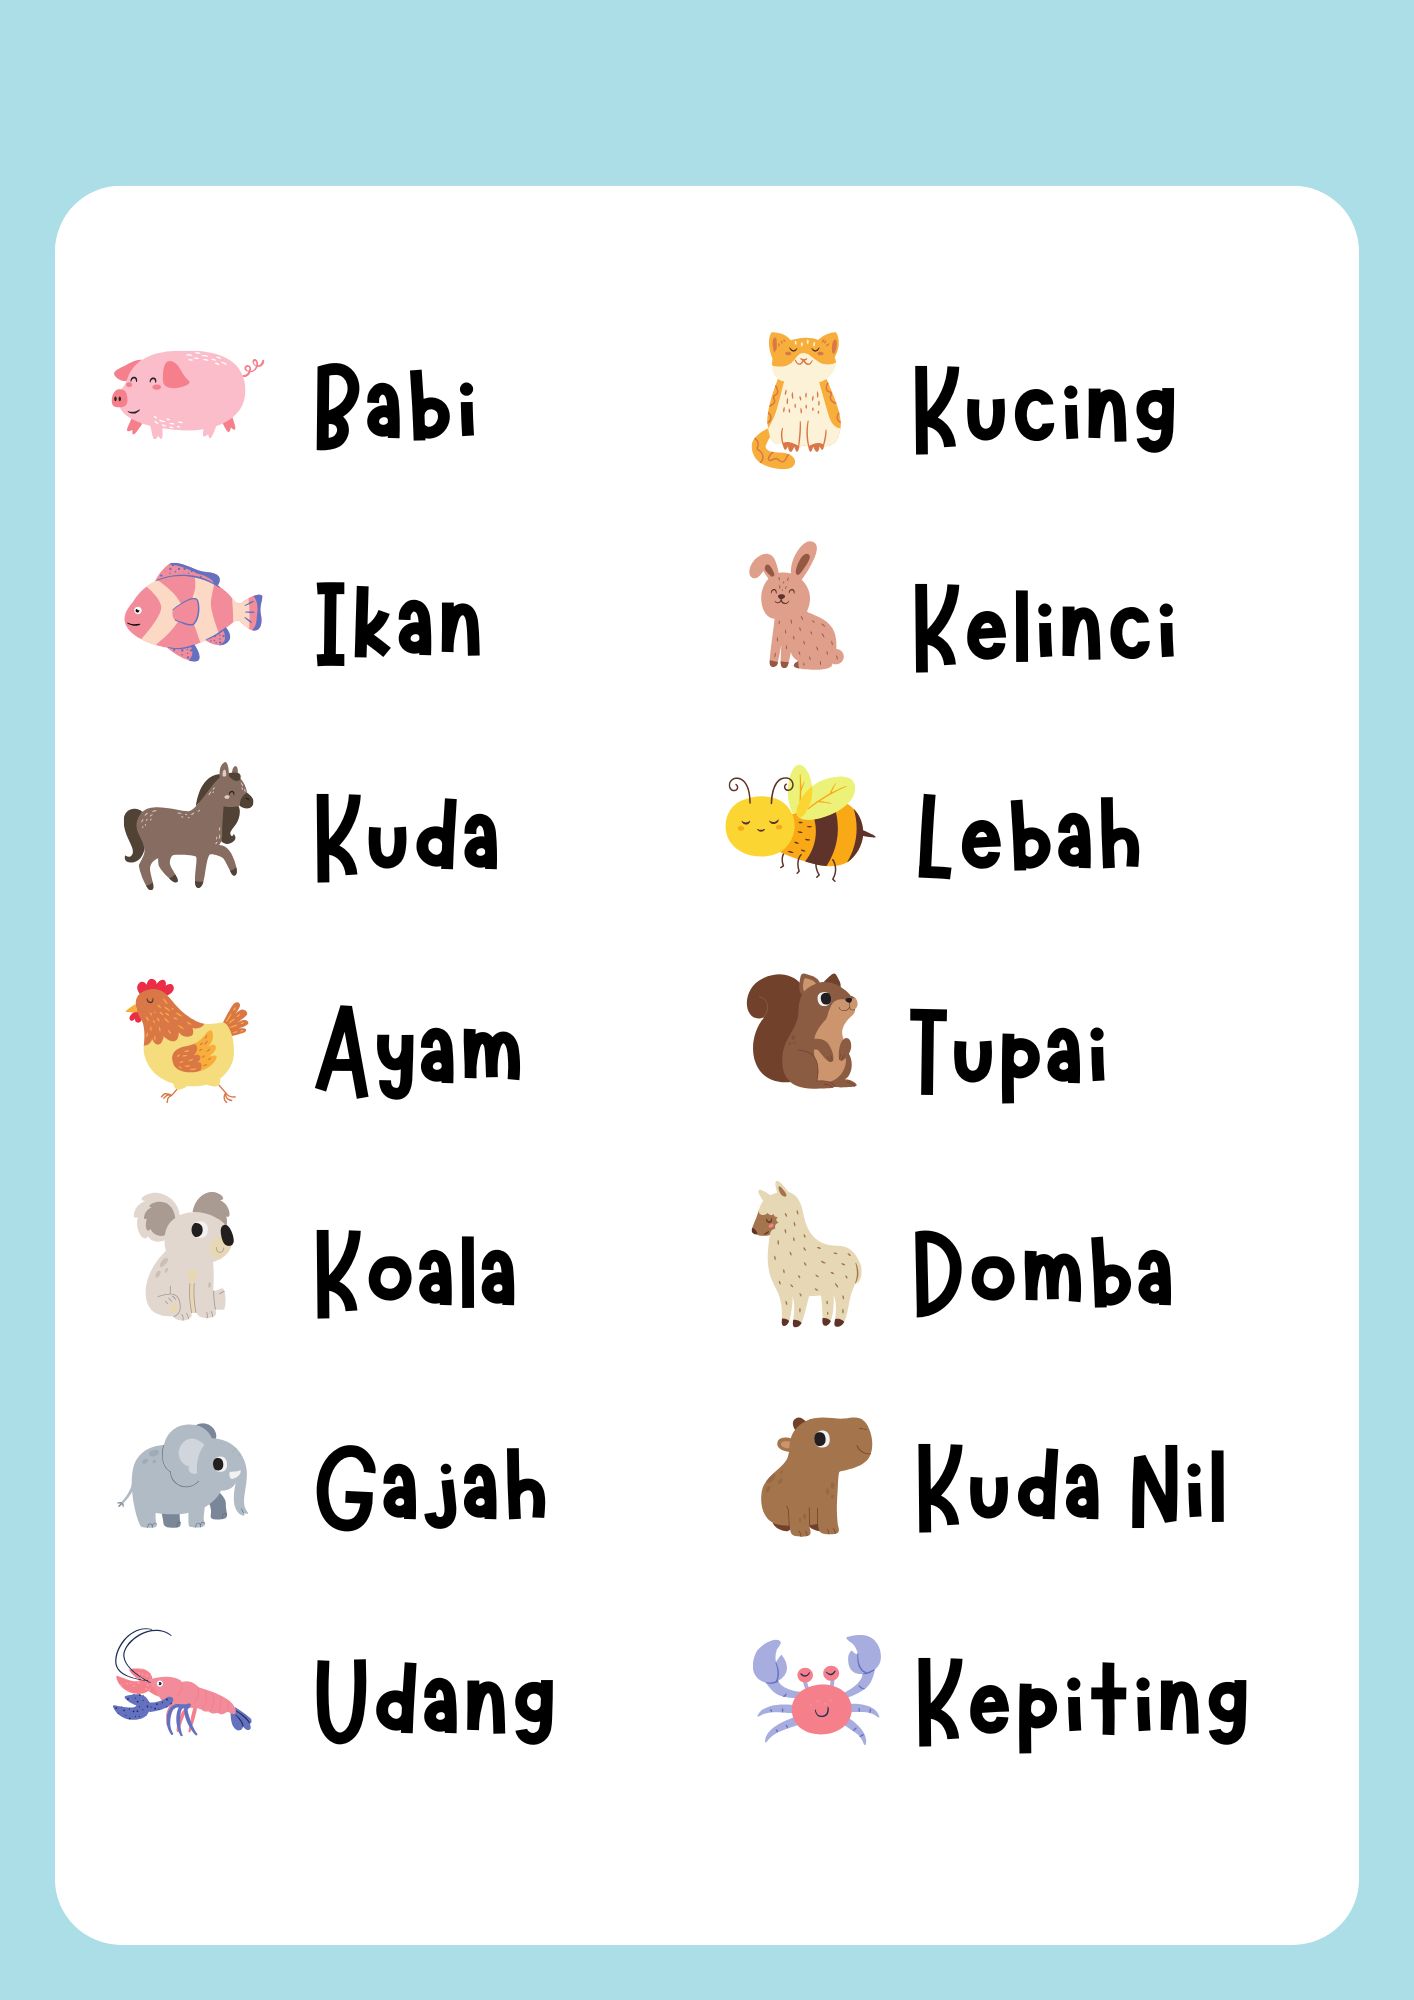 Babi
Kucing
Ikan
Kelinci
Kuda
Lebah
Ayam
Tupai
Koala
Domba
Gajah
Kuda Nil
Udang
Kepiting